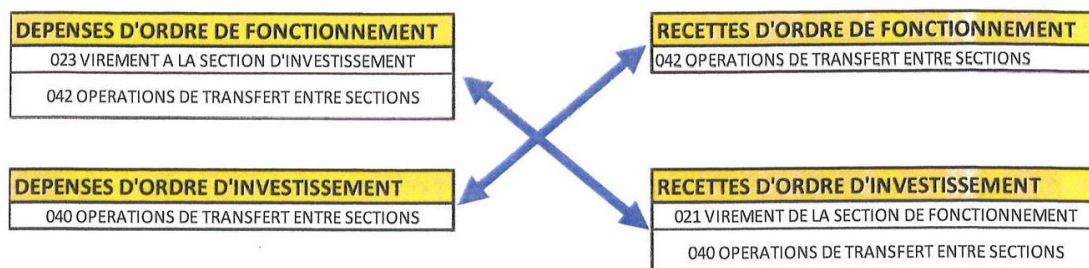 DEPENSES D'ORDRE DE FONCTIONNEMENT
023 VIREMENT A LA SECTION D'INVESTISSEMENT
042 OPERATIONS DE TRANSFERT ENTRE SECTIONS
RECETTES D'ORDRE DE FONCTIONNEMENT
042 OPERATIONS DE TRANSFERT ENTRE SECTIONS
DEPENSES D'ORDRE D'INVESTISSEMENT
040 OPERATIONS DE TRANSFERT ENTRE SECTIONS
RECETTES D'ORDRE D'INVESTISSEMENT
021 VIREMENT DE LA SECTION DE FONCTIONNEMENT
040 OPERATIONS DE TRANSFERT ENTRE SECTIONS